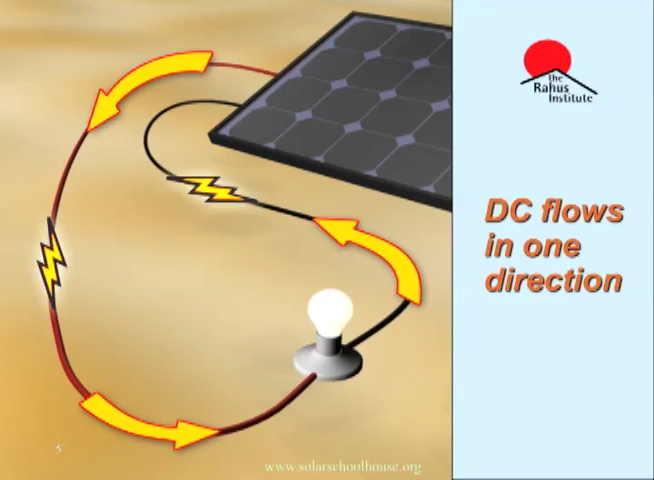 the
Rahus
Institute
DC flows
in one
direction
5
www.solarschoolhouse.org